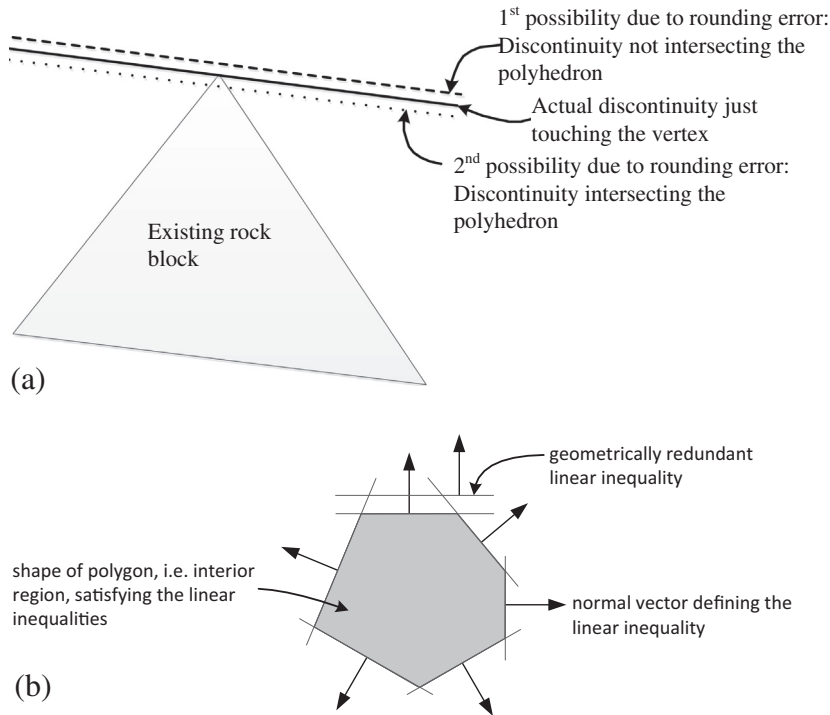 1st possibility due to rounding error:
Discontinuity not intersecting the
polyhedron
Actual discontinuity just
touching the vertex
2nd possibility due to rounding error:
Discontinuity intersecting the
polyhedron
Existing rock
block
(a)
geometrically redundant
linear inequality
shape of polygon, i.e. interior
region, satisfying the linear
inequalities
normal vector defining the
linear inequality
(b)